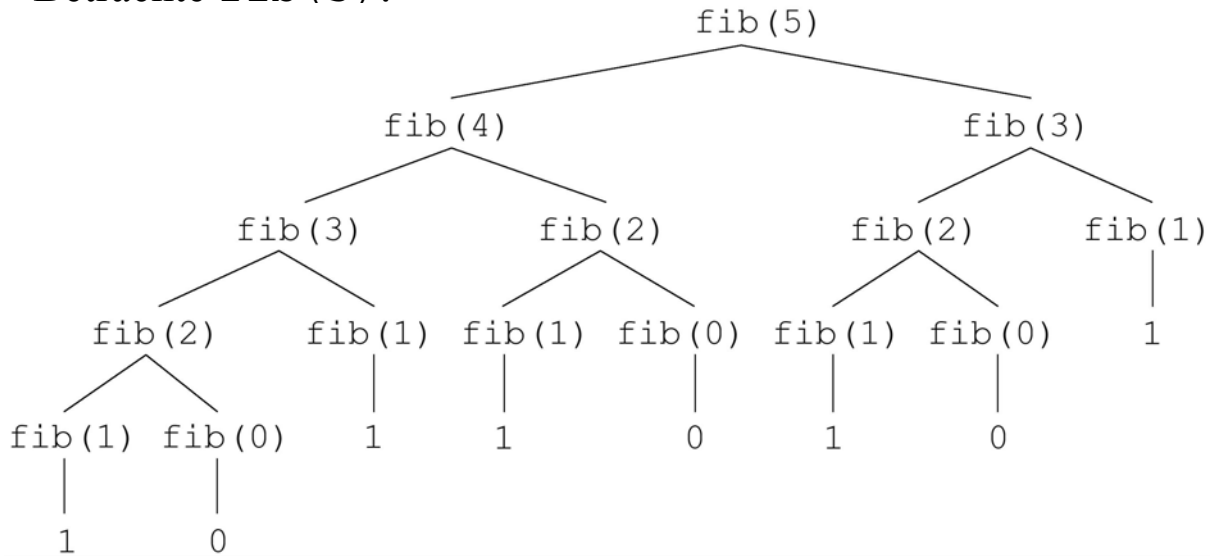 fib(5)
fib(4) fib(3)
fib(3) fib(2) fib(2) fib(1)
fib(2) fib(1) fib(1) fib(0) fib(1) fib(0) 1
fib(1) fib(0) 1 1 0 1 0
1 0